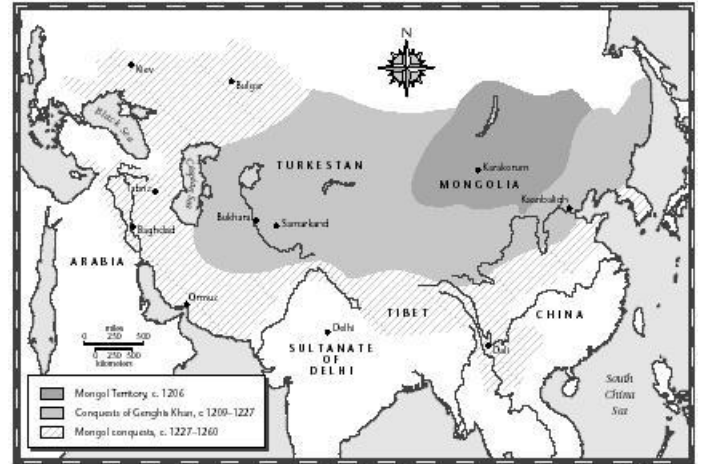 N
Kiev
Bulgar
Black Sea
Caspian Sea
TURKESTAN
Karakorum
MONGOLIA
Tabriz
Bukhara
Samarkand
Baghdad
ARABIA
Ormuz
TIBET
CHINA
miles
0 250 500
0 250 500
kilometers
Delhi
SULTANATE
OF
DELHI
Dali
South
China
Sea
Mongol Territory, c. 1206
Conquests of Genghis Khan, c 1209–1227
Mongol conquests, c. 1227–1260